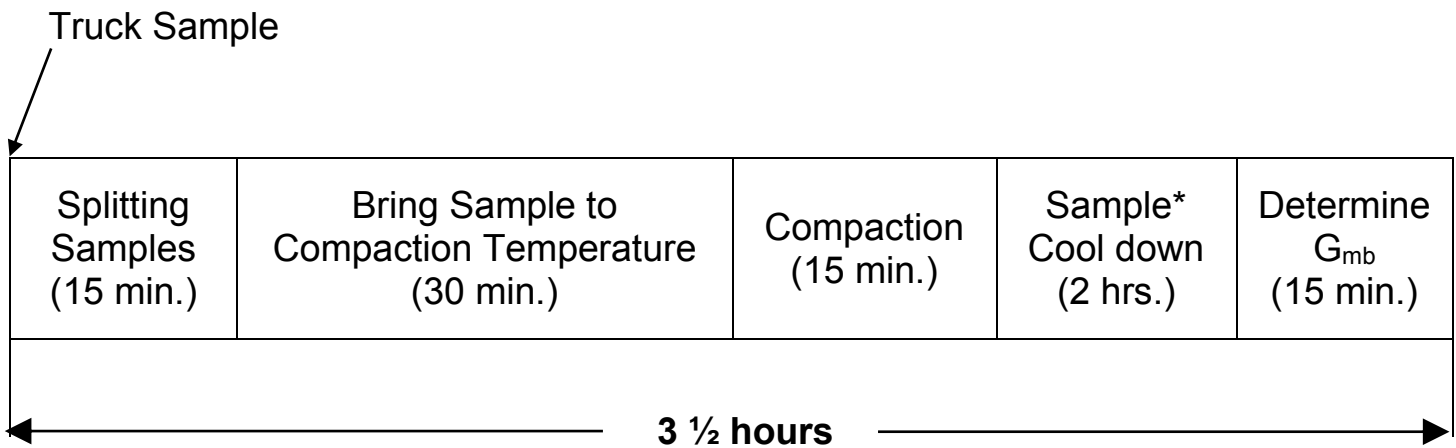 Truck Sample
Splitting
Samples
(15 min.)
Bring Sample to
Compaction Temperature
(30 min.)
Compaction
(15 min.)
Sample*
Cool down
(2 hrs.)
Determine
Gmb
(15 min.)
3 ½ hours